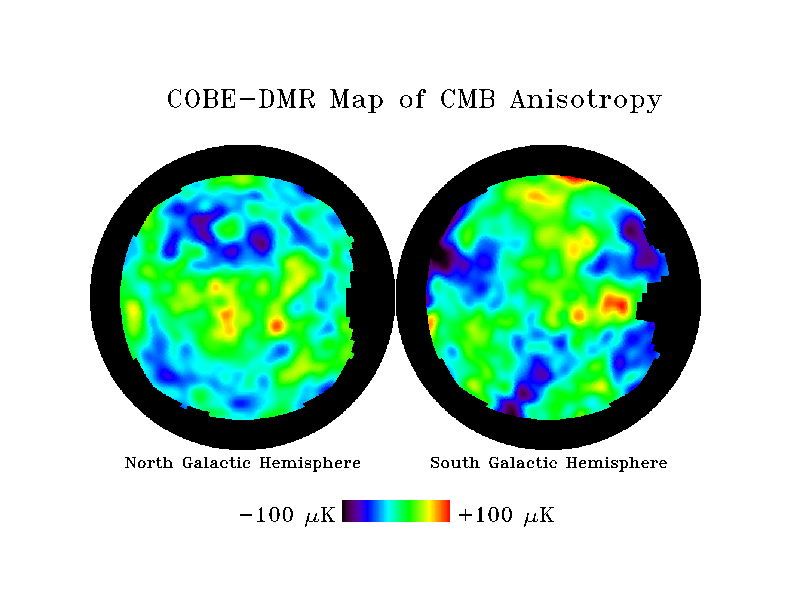 COBE-DMR Map of CMB Anisotropy
North Galactic Hemisphere
South Galactic Hemisphere
-100 μK +100 μK